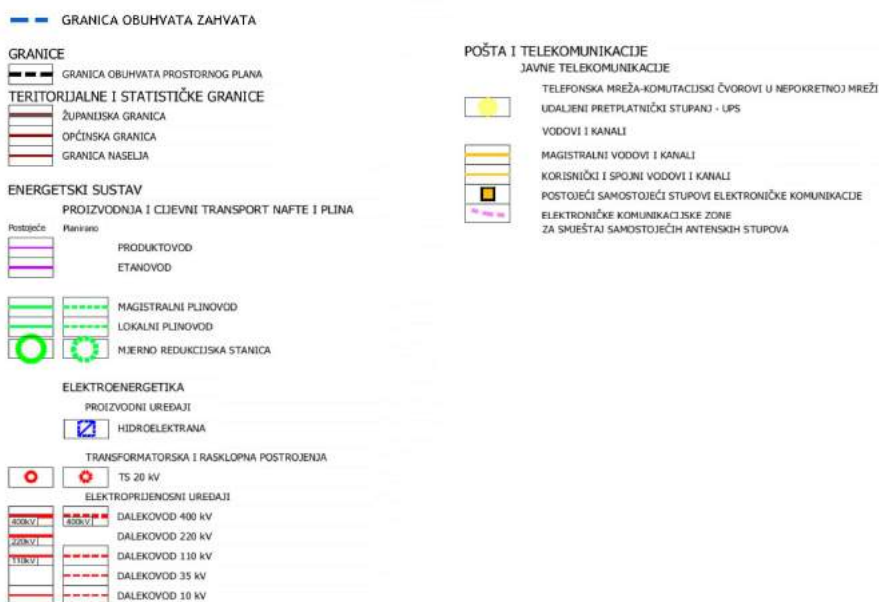 GRANICA OBUHVATA ZAHVATA
GRANICE
GRANICA OBUHVATA PROSTORNOG PLANA
TERITORIJALNE I STATISTIČKE GRANICE
ŽUPANIJSKA GRANICA
OPĆINSKA GRANICA
GRANICA NASELJA
ENERGETSKI SUSTAV
PROIZVODNJA I CIJEVNI TRANSPORT NAFTE I PLINA
Postojeće Planirano
PRODUKTOVOD
ETANOVOD
MAGISTRALNI PLINOVOD
LOKALNI PLINOVOD
MJERNO REDUKCIJSKA STANICA
ELEKTROENERGETIKA
PROIZVODNI UREĐAJI
HIDROELEKTRANA
TRANSFORMATORSKA I RASKLOPNA POSTROJENJA
TS 20 kV
ELEKTROPRIJENOSNI UREĐAJI
400kV 400kV DALEKOVOD 400 kV
220kV DALEKOVOD 220 kV
110kV DALEKOVOD 110 kV
DALEKOVOD 35 kV
DALEKOVOD 10 kV
POŠTA I TELEKOMUNIKACIJE
JAVNE TELEKOMUNIKACIJE
TELEFONSKA MREŽA-KOMUTACIJSKI ČVOROVI U NEPOKRETNOJ MREŽI
UDALJENI PRETPLATNIČKI STUPANJ - UPS
VODOVI I KANALI
MAGISTRALNI VODOVI I KANALI
KORISNIČKI I SPOJNI VODOVI I KANALI
POSTOJEĆI SAMOSTOJEĆI STUPOVI ELEKTRONIČKE KOMUNIKACIJE
ELEKTRONIČKE KOMUNIKACIJSKE ZONE
ZA SMJEŠTAJ SAMOSTOJEĆIH ANTENSKIH STUPOVA